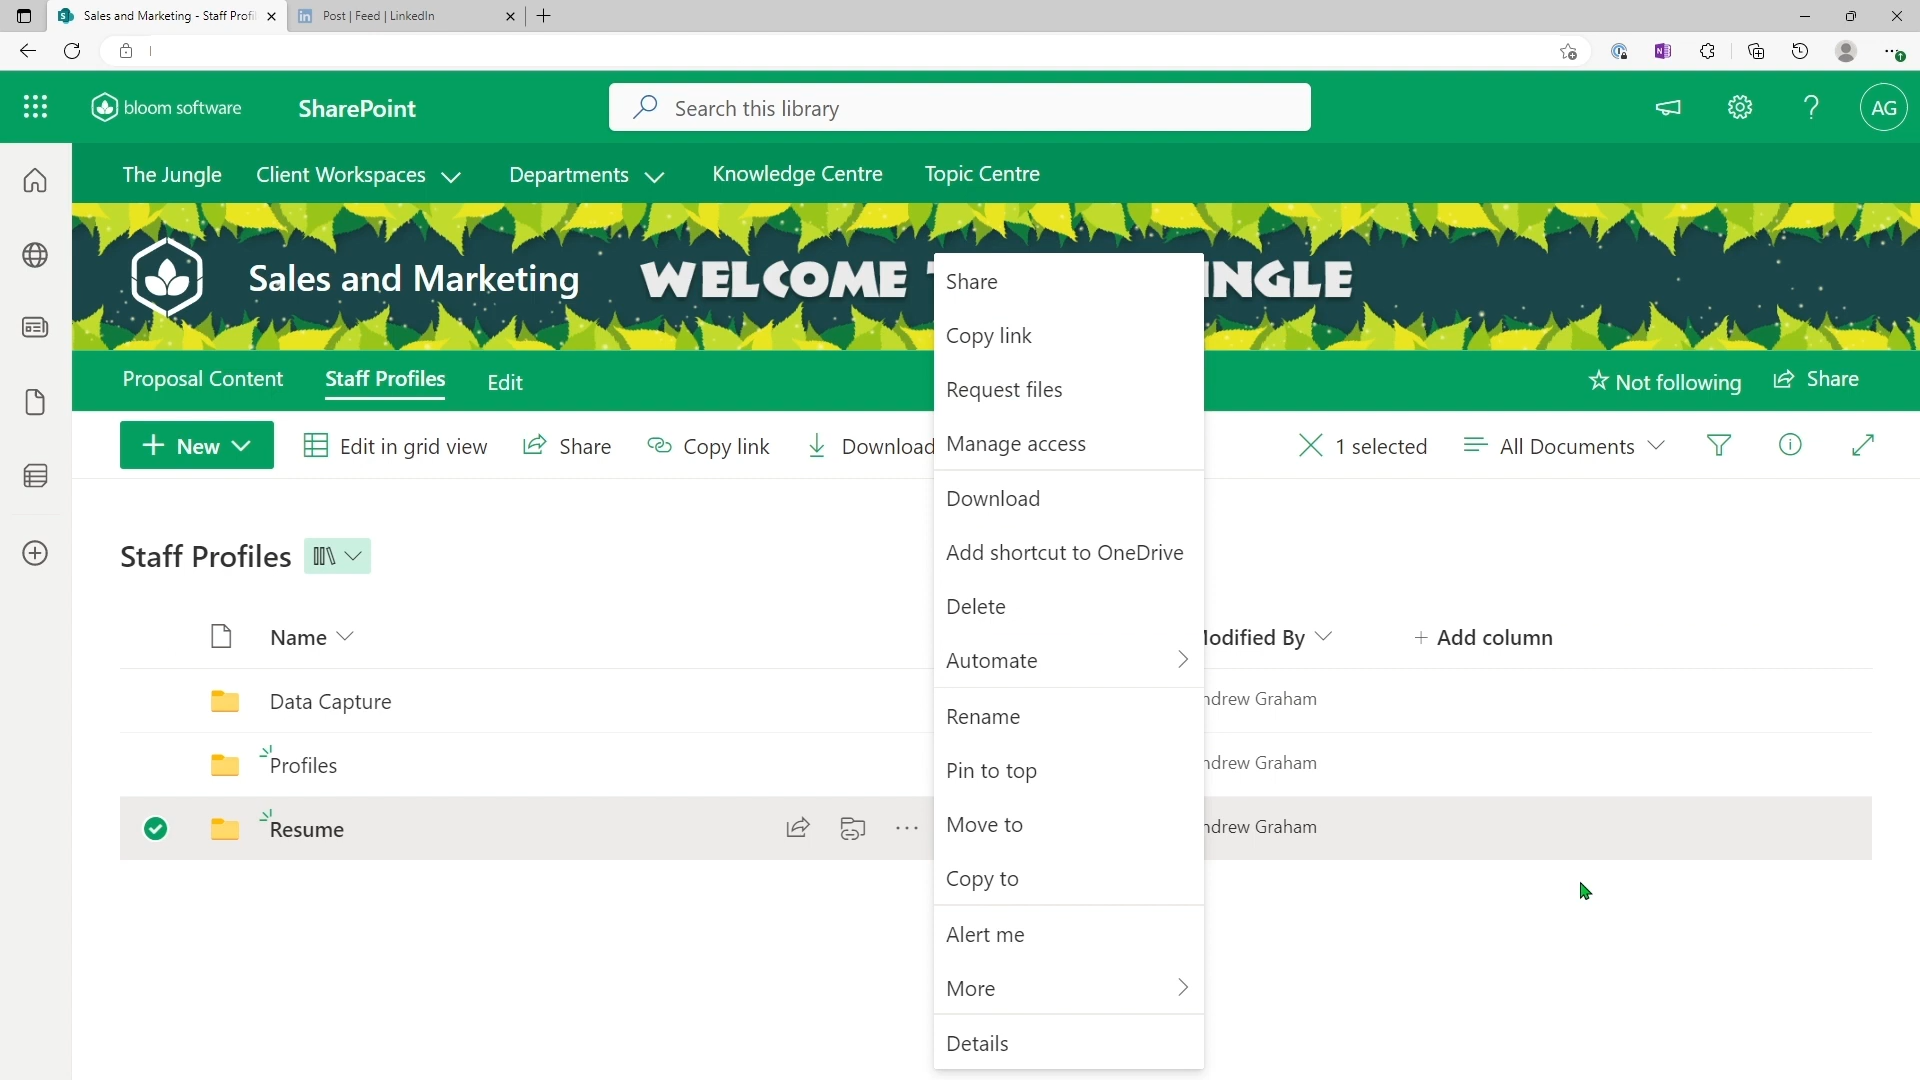 Sales and Marketing - Staff Profil
Post | Feed | LinkedIn
bloom software
SharePoint
Search this library
AG
The Jungle
Client Workspaces
Departments
Knowledge Centre
Topic Centre
Sales and Marketing
WELCOME
NGLE
Proposal Content
Staff Profiles
Edit
Not following
Share
New
Edit in grid view
Share
Copy link
Download
1 selected
All Documents
Staff Profiles
Name
odified By
Add column
Data Capture
ndrew Graham
Profiles
ndrew Graham
Resume
ndrew Graham
Share
Copy link
Request files
Manage access
Download
Add shortcut to OneDrive
Delete
Automate
Rename
Pin to top
Move to
Copy to
Alert me
More
Details